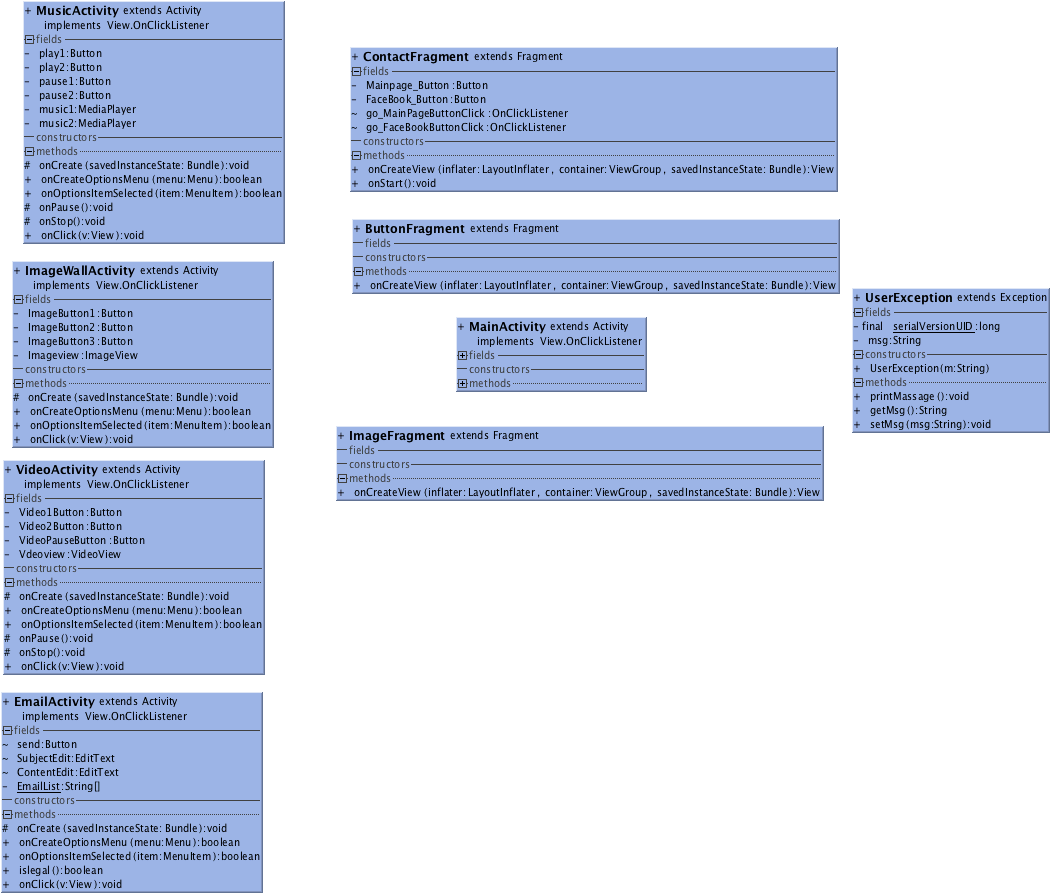 + MusicActivity extends Activity
implements View.OnClickListener
fields
- play1:Button
- play2:Button
- pause1:Button
- pause2:Button
- music1:MediaPlayer
- music2:MediaPlayer
constructors
methods
# onCreate (savedInstanceState: Bundle):void
+ onCreateOptionsMenu (menu:Menu):boolean
+ onOptionsItemSelected (item:MenuItem):boolean
# onPause():void
# onStop():void
+ onClick(v:View):void
+ ImageWallActivity extends Activity
implements View.OnClickListener
fields
- ImageButton1:Button
- ImageButton2:Button
- ImageButton3:Button
- Imageview:ImageView
constructors
methods
# onCreate (savedInstanceState: Bundle):void
+ onCreateOptionsMenu (menu:Menu):boolean
+ onOptionsItemSelected (item:MenuItem):boolean
+ onClick(v:View):void
+ VideoActivity extends Activity
implements View.OnClickListener
fields
- Video1Button:Button
- Video2Button:Button
- VideoPauseButton:Button
- Vdeoview:VideoView
constructors
methods
# onCreate (savedInstanceState: Bundle):void
+ onCreateOptionsMenu (menu:Menu):boolean
+ onOptionsItemSelected (item:MenuItem):boolean
# onPause():void
# onStop():void
+ onClick(v:View):void
+ EmailActivity extends Activity
implements View.OnClickListener
fields
~ send:Button
~ SubjectEdit:EditText
~ ContentEdit:EditText
- EmailList:String[]
constructors
methods
# onCreate (savedInstanceState: Bundle):void
+ onCreateOptionsMenu (menu:Menu):boolean
+ onOptionsItemSelected (item:MenuItem):boolean
+ islegal():boolean
+ onClick(v:View):void
+ ContactFragment extends Fragment
fields
- Mainpage_Button:Button
- FaceBook_Button:Button
~ go_MainPageButtonClick:OnClickListener
~ go_FaceBookButtonClick:OnClickListener
constructors
methods
+ onCreateView (inflater: LayoutInflater, container:ViewGroup, savedInstanceState: Bundle):View
+ onStart():void
+ ButtonFragment extends Fragment
fields
constructors
methods
+ onCreateView (inflater: LayoutInflater, container:ViewGroup, savedInstanceState: Bundle):View
+ MainActivity extends Activity
implements View.OnClickListener
fields
constructors
methods
+ ImageFragment extends Fragment
fields
constructors
methods
+ onCreateView (inflater: LayoutInflater, container:ViewGroup, savedInstanceState: Bundle):View
+ UserException extends Exception
fields
- final serialVersionUID:long
- msg:String
constructors
+ UserException(m:String)
methods
+ printMassage():void
+ getMsg():String
+ setMsg(msg:String):void